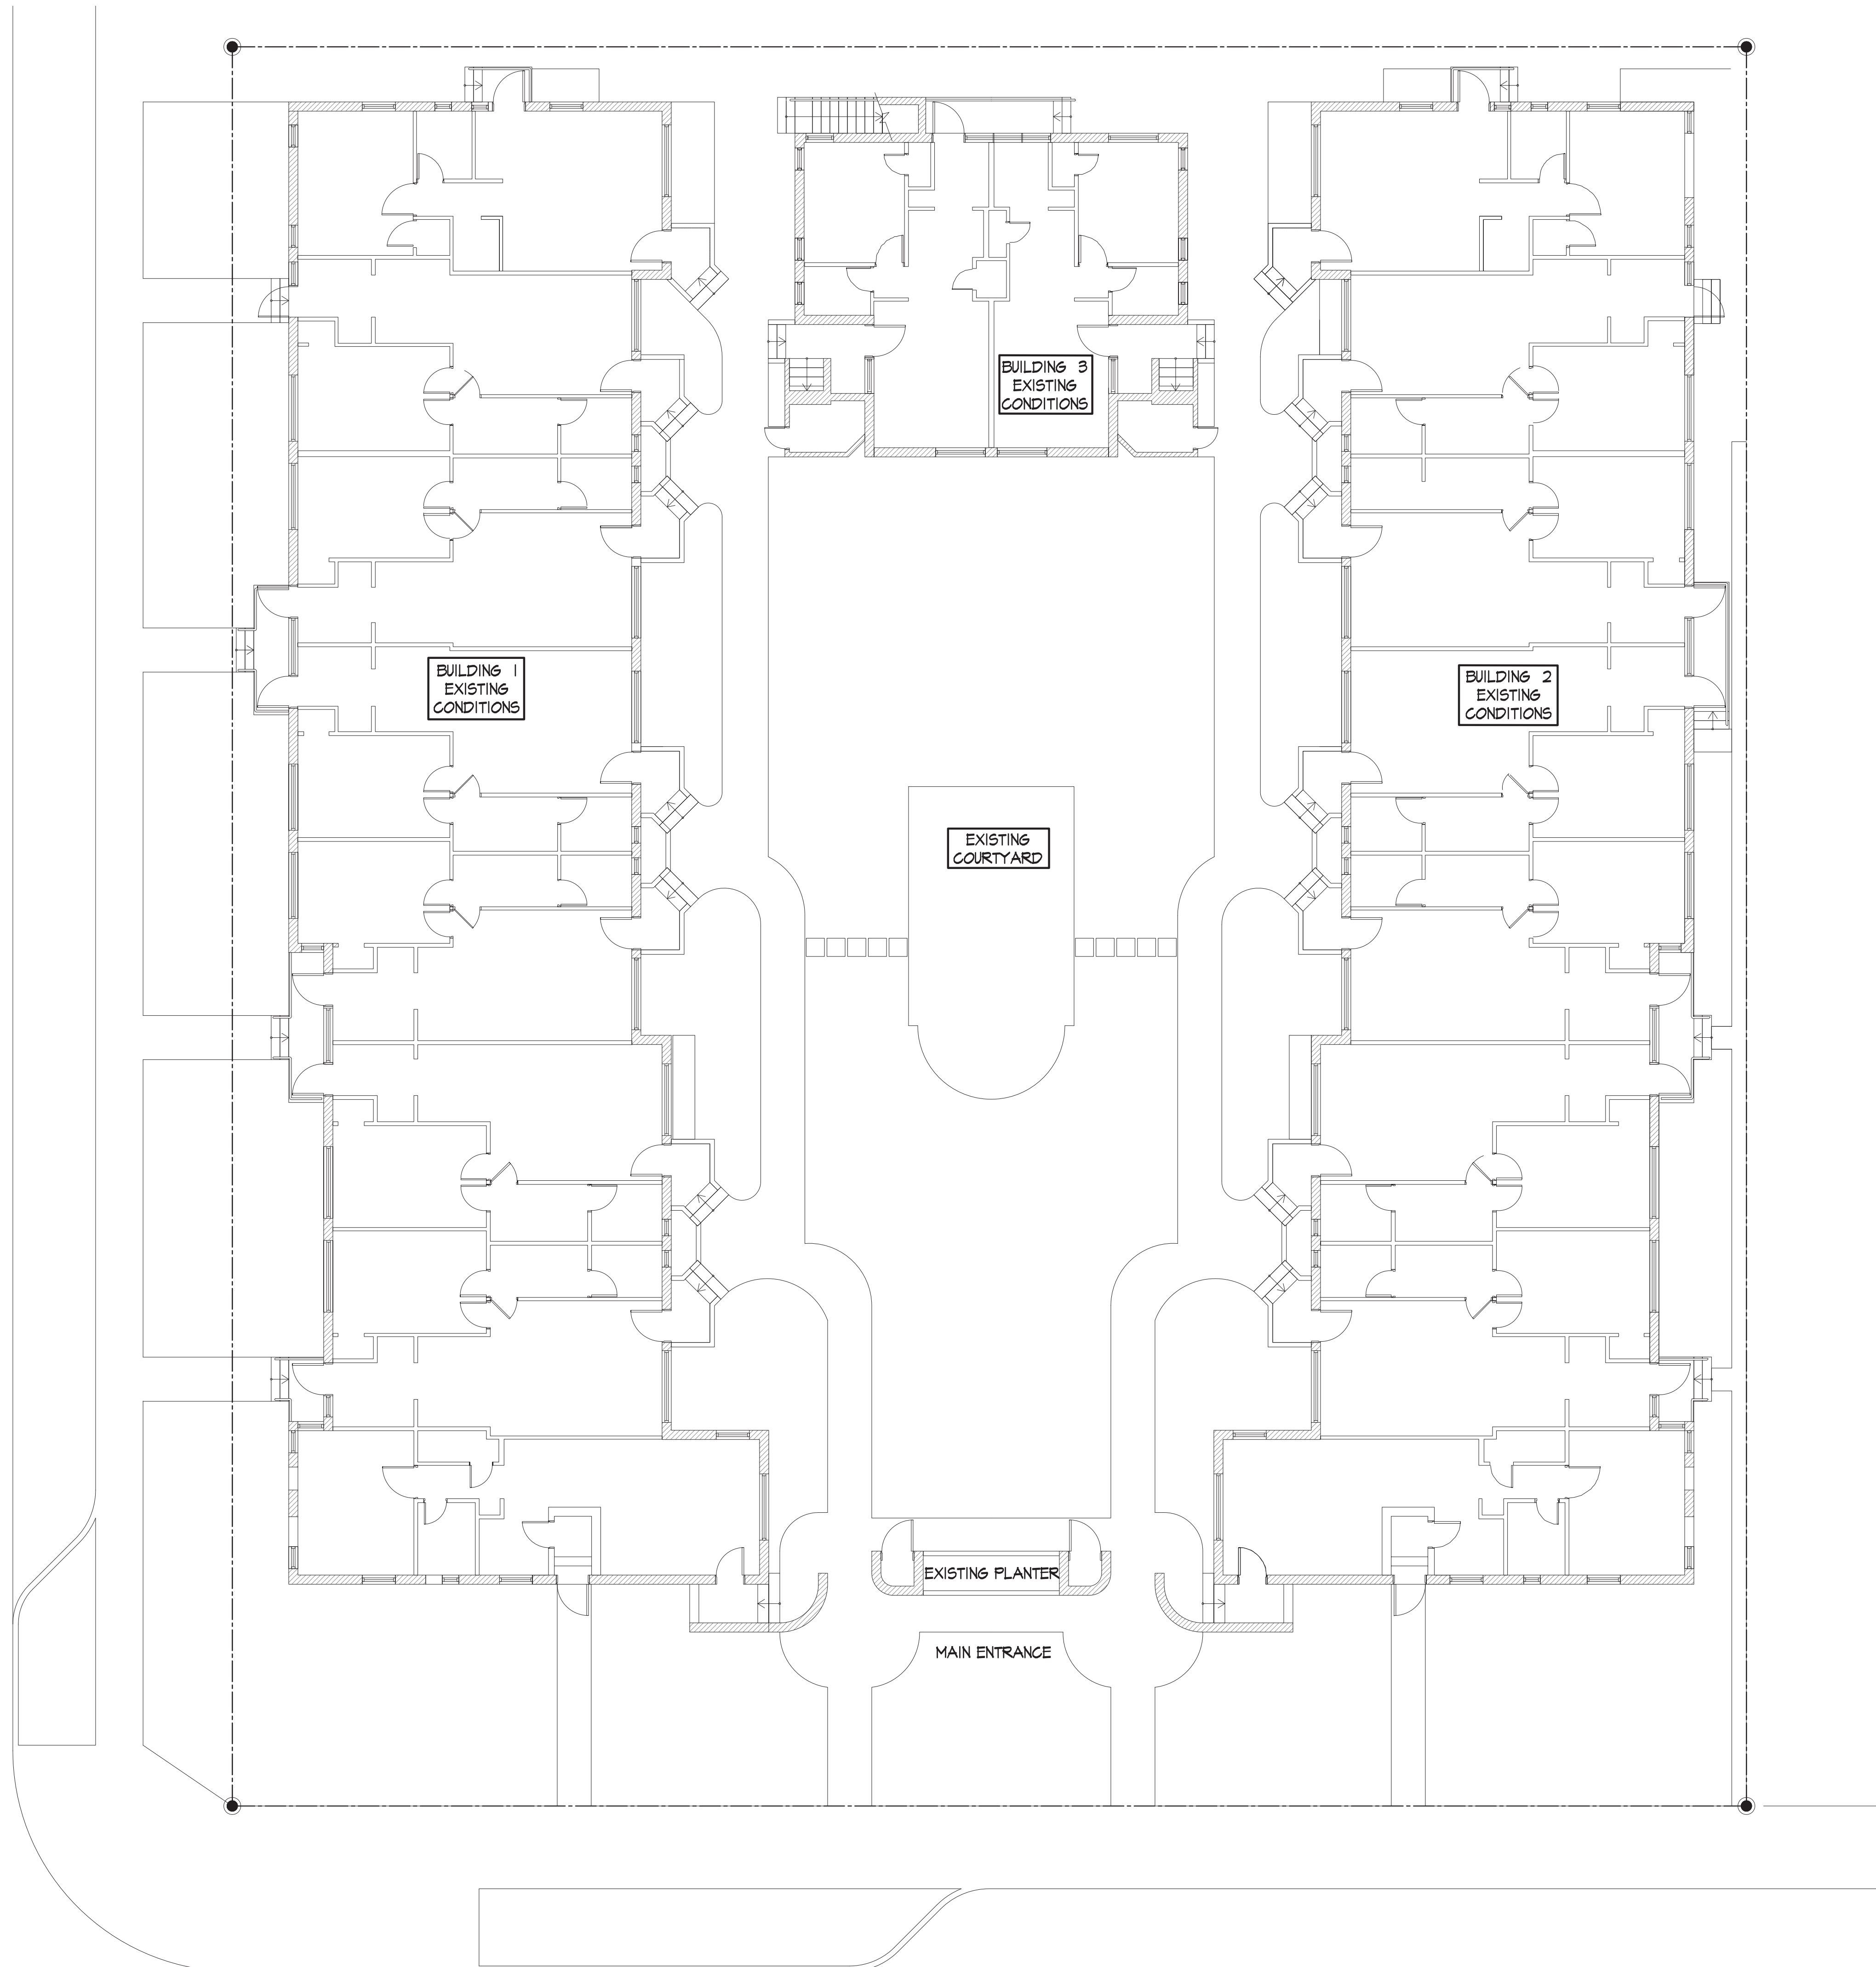 BUILDING 3
EXISTING
CONDITIONS
BUILDING 1
EXISTING
CONDITIONS
BUILDING 2
EXISTING
CONDITIONS
EXISTING
COURTYARD
EXISTING PLANTER
MAIN ENTRANCE